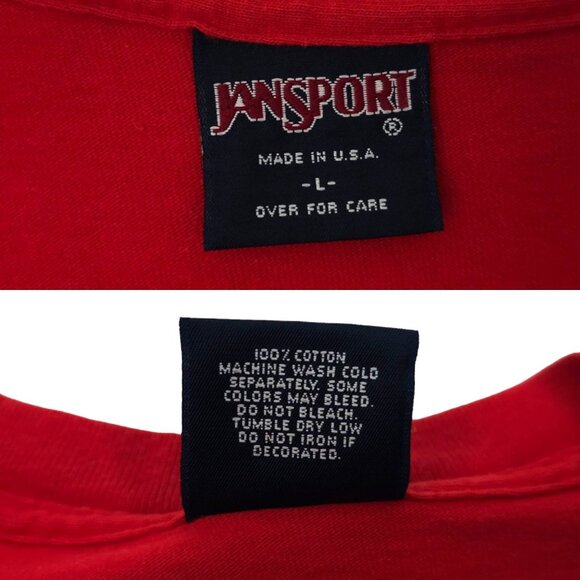 JANSPORT
®
MADE IN U.S.A.
-L-
OVER FOR CARE
100% COTTON
MACHINE WASH COLD
SEPARATELY. SOME
COLORS MAY BLEED.
DO NOT BLEACH.
TUMBLE DRY LOW
DO NOT IRON IF
DECORATED.